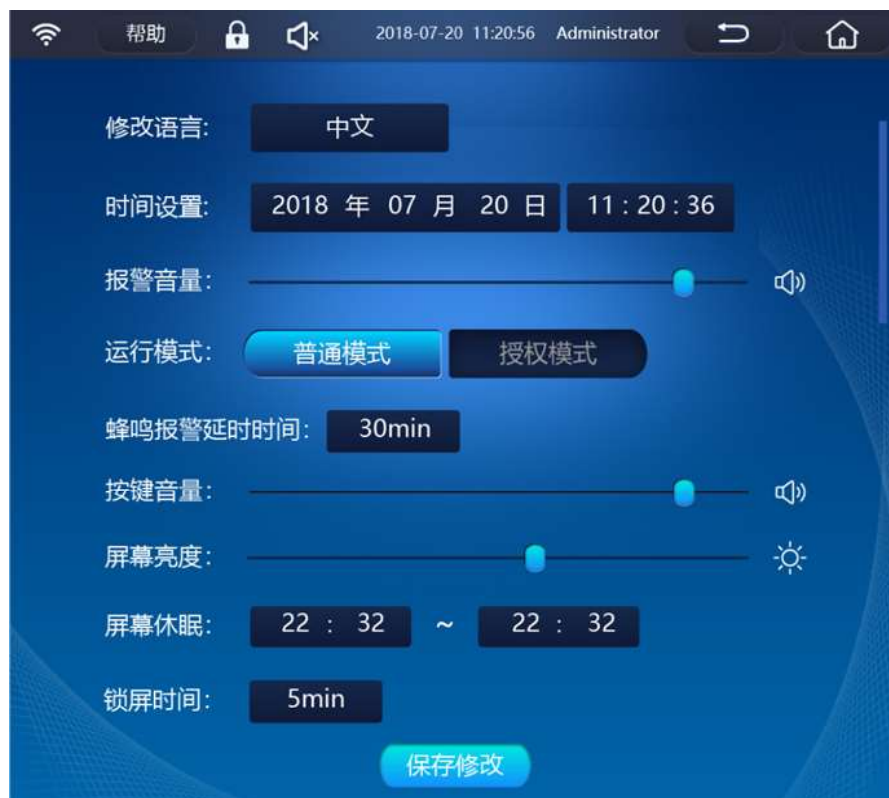 帮助 2018-07-20 11:20:56 Administrator
修改语言: 中文
时间设置: 2018 年 07 月 20 日 11 : 20 : 36
报警音量:
运行模式: 普通模式 授权模式
蜂鸣报警延时时间: 30min
按键音量:
屏幕亮度:
屏幕休眠: 22 : 32 ~ 22 : 32
锁屏时间: 5min
保存修改